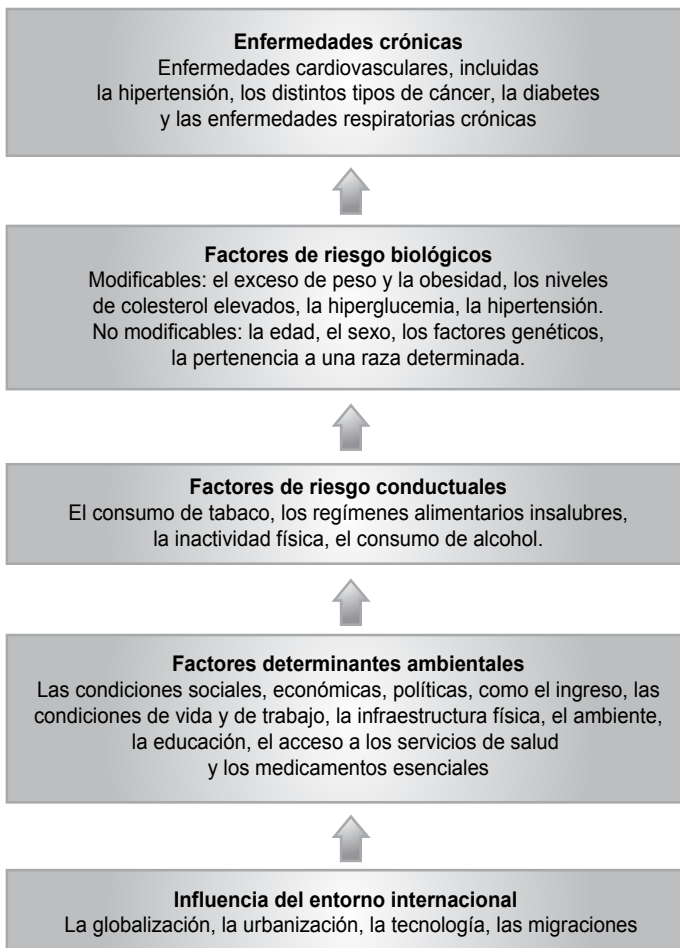 Enfermedades crónicas
Enfermedades cardiovasculares, incluidas
la hipertensión, los distintos tipos de cáncer, la diabetes
y las enfermedades respiratorias crónicas
Factores de riesgo biológicos
Modificables: el exceso de peso y la obesidad, los niveles
de colesterol elevados, la hiperglucemia, la hipertensión.
No modificables: la edad, el sexo, los factores genéticos,
la pertenencia a una raza determinada.
Factores de riesgo conductuales
El consumo de tabaco, los regímenes alimentarios insalubres,
la inactividad física, el consumo de alcohol.
Factores determinantes ambientales
Las condiciones sociales, económicas, políticas, como el ingreso, las
condiciones de vida y de trabajo, la infraestructura física, el ambiente,
la educación, el acceso a los servicios de salud
y los medicamentos esenciales
Influencia del entorno internacional
La globalización, la urbanización, la tecnología, las migraciones